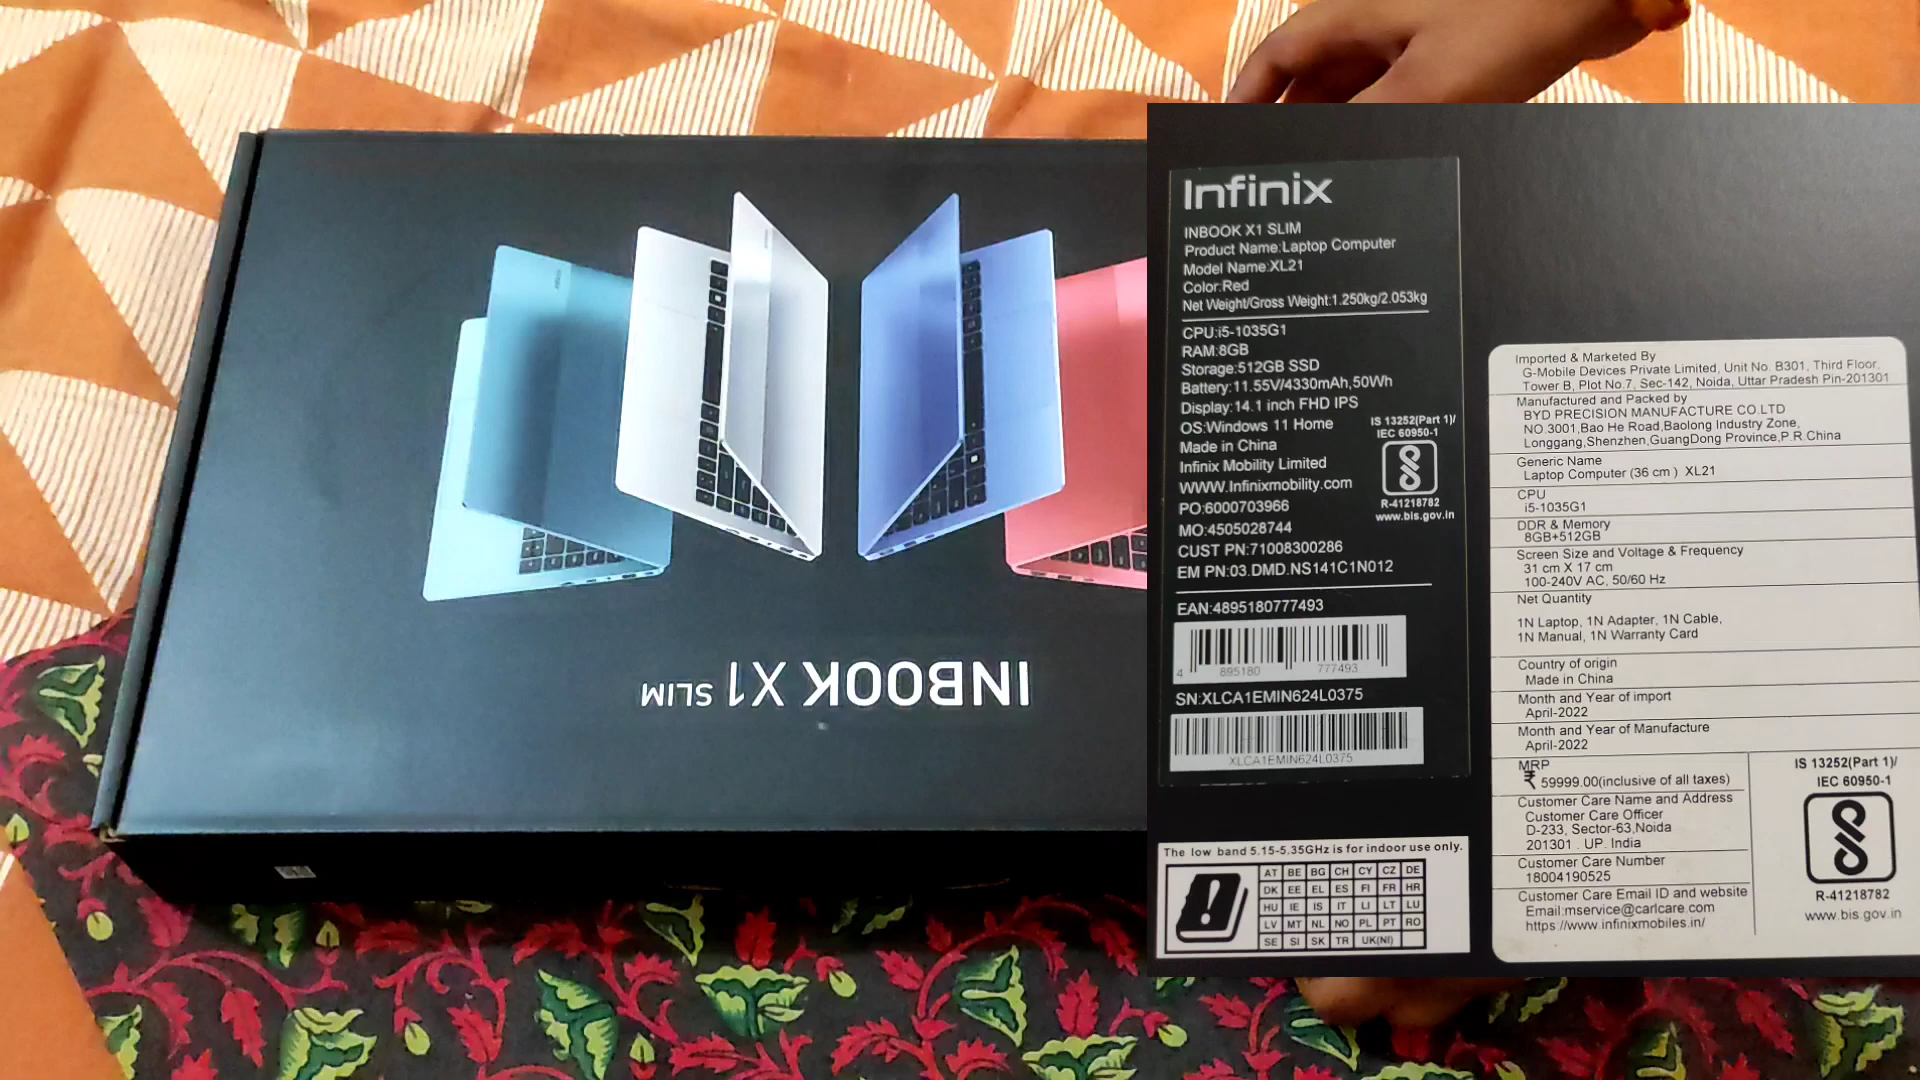 INBOOK X1 SLIM
Infinix
INBOOK X1 SLIM
Product Name:Laptop Computer
Model Name:XL21
Color:Red
Net Weight/Gross Weight:1.250kg/2.053kg
CPU:i5-1035G1
RAM:8GB
Storage:512GB SSD
Battery:11.55V/4330mAh,50Wh
Display:14.1 inch FHD IPS
OS:Windows 11 Home
Made in China
Infinix Mobility Limited
WWW.Infinixmobility.com
PO:6000703966
MO:4505028744
CUST PN:71008300286
EM PN:03.DMD.NS141C1N012
IS 13252(Part 1)/
IEC 60950-1
R-41218782
www.bis.gov.in
EAN:4895180777493
4 895180 777493
SN:XLCA1EMIN624L0375
XLCA1EMIN624L0375
The low band 5.15-5.35GHz is for indoor use only.
AT BE BG CH CY CZ DE
DK EE EL ES FI FR HR
HU IE IS IT LI LT LU
LV MT NL NO PL PT RO
SE SI SK TR UK(NI)
Imported & Marketed By
G-Mobile Devices Private Limited, Unit No. B301, Third Floor,
Tower B, Plot No.7, Sec-142, Noida, Uttar Pradesh Pin-201301
Manufactured and Packed by
BYD PRECISION MANUFACTURE CO.LTD
NO.3001,Bao He Road,Baolong Industry Zone,
Longgang,Shenzhen,GuangDong Province,P.R.China
Generic Name
Laptop Computer (36 cm ) XL21
CPU
i5-1035G1
DDR & Memory
8GB+512GB
Screen Size and Voltage & Frequency
31 cm X 17 cm
100-240V AC, 50/60 Hz
Net Quantity
1N Laptop, 1N Adapter, 1N Cable,
1N Manual, 1N Warranty Card
Country of origin
Made in China
Month and Year of import
April-2022
Month and Year of Manufacture
April-2022
MRP
₹ 59999.00(inclusive of all taxes)
Customer Care Name and Address
Customer Care Officer
D-233, Sector-63,Noida
201301 . UP. India
Customer Care Number
18004190525
Customer Care Email ID and website
Email:mservice@carlcare.com
https://www.infinixmobiles.in/
IS 13252(Part 1)/
IEC 60950-1
R-41218782
www.bis.gov.in